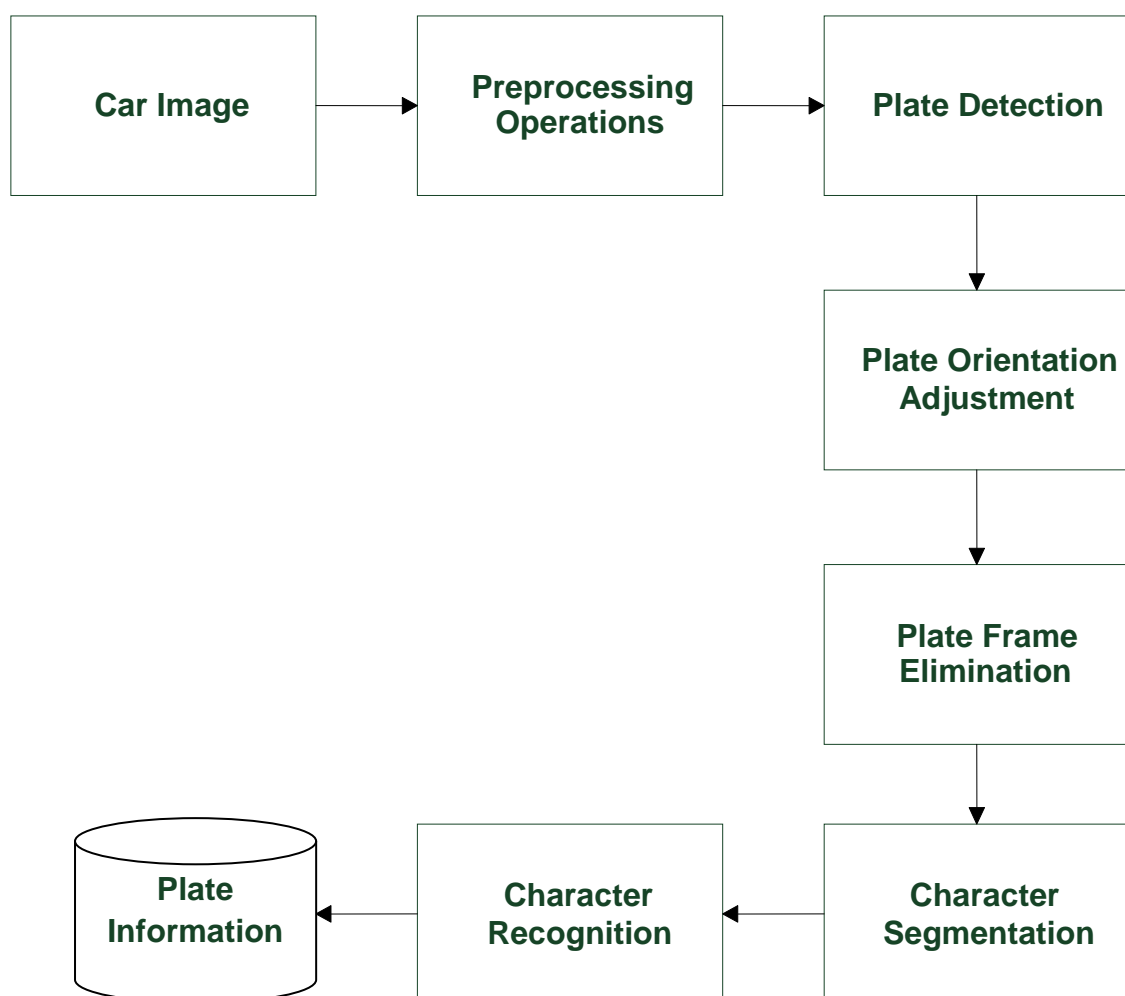 Car Image
Preprocessing
Operations
Plate Detection
Plate Orientation
Adjustment
Plate Frame
Elimination
Character
Segmentation
Character
Recognition
Plate
Information